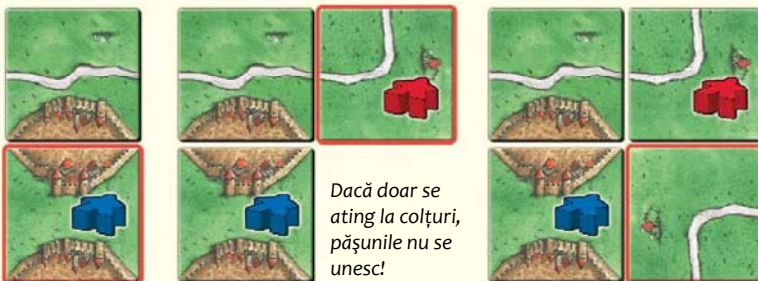 Dacă doar se
ating la colțuri,
pășunile nu se
unesc!